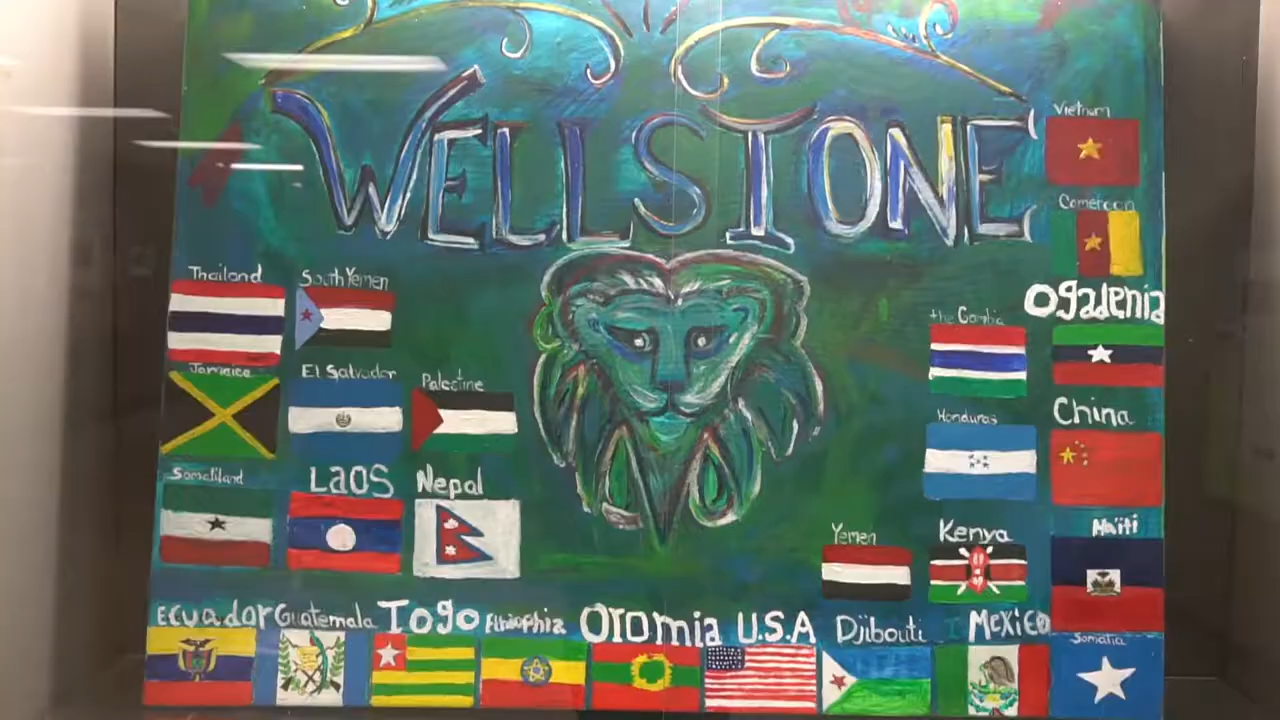 WELLSTONE
Vietnam
Cameroon
Thailand
South Yemen
Ogadenia
the Gambia
Jamaica
El Salvador
Palestine
Honduras
China
Somaliland
LAOS
Nepal
Yemen
Kenya
Haiti
Ecuador
Guatemala
Togo
Ethiophia
Oromia
U.S.A
Djibouti
Mexico
Somalia